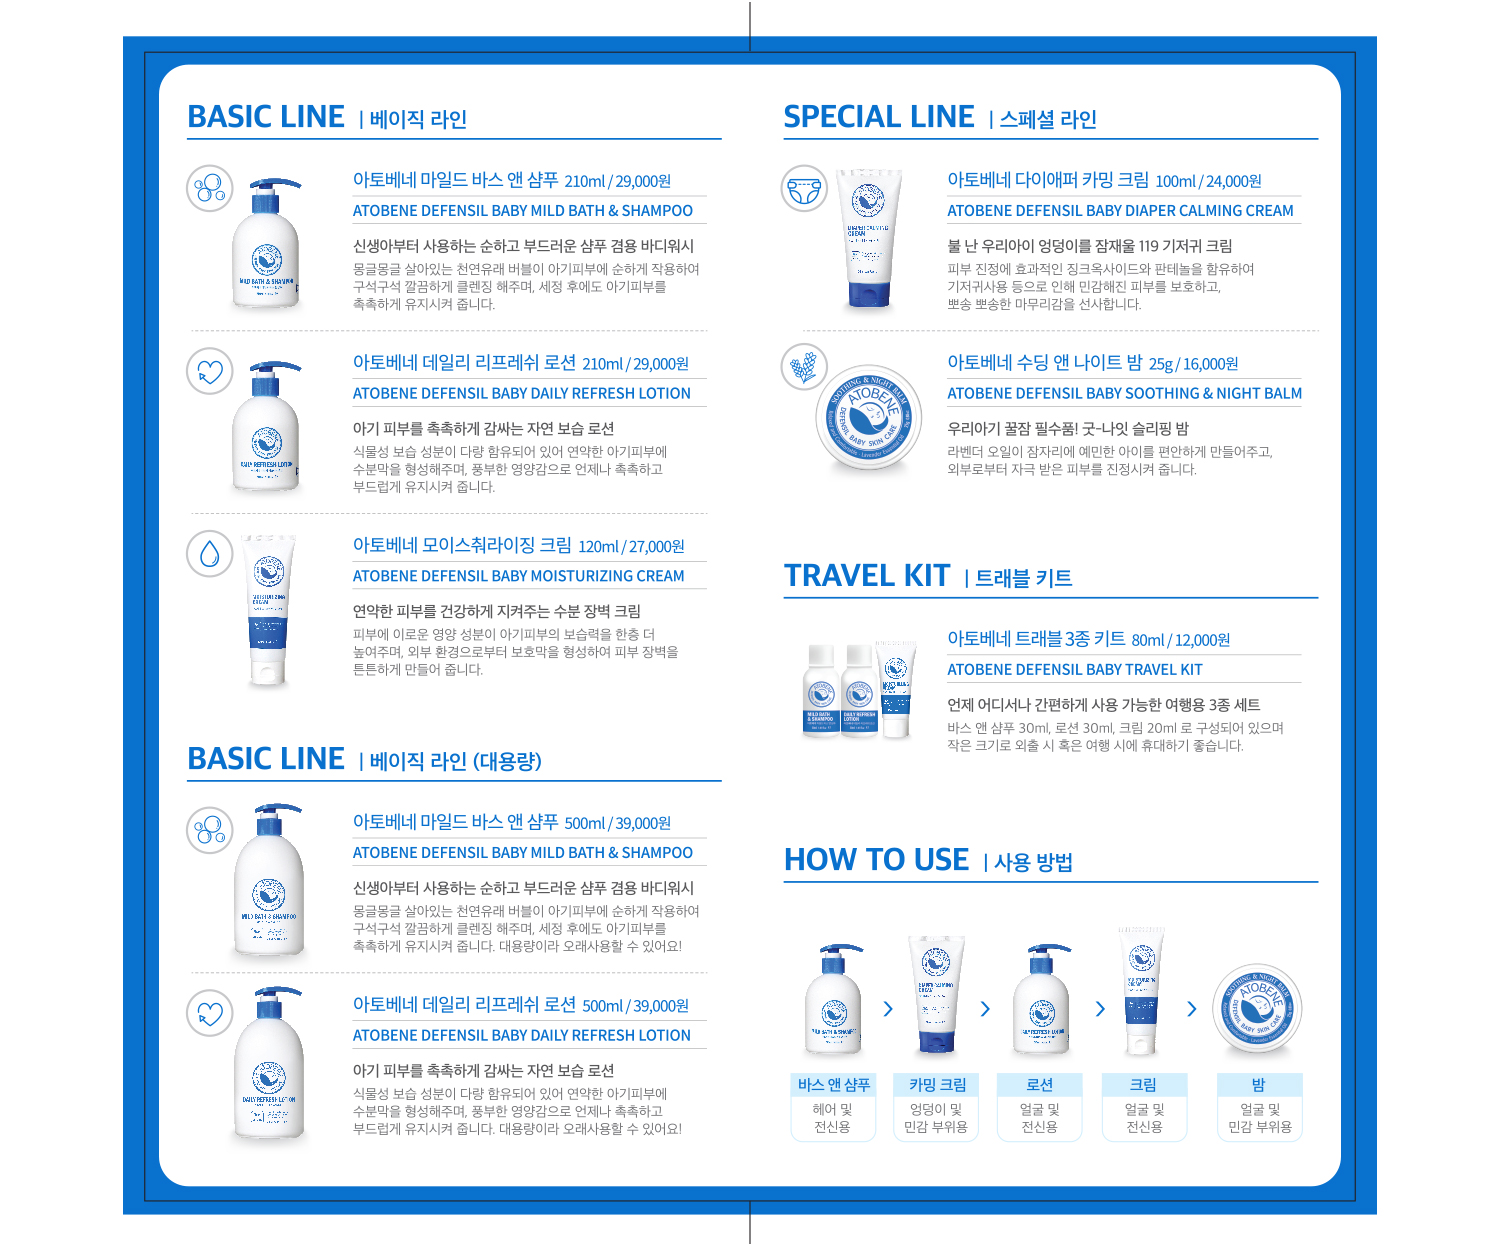 BASIC LINE | 베이직 라인
아토베네 마일드 바스 앤 샴푸 210ml / 29,000원
ATOBENE DEFENSIL BABY MILD BATH & SHAMPOO
신생아부터 사용하는 순하고 부드러운 샴푸 겸용 바디워시
몽글몽글 살아있는 천연유래 버블이 아기피부에 순하게 작용하여
구석구석 깔끔하게 클렌징 해주며, 세정 후에도 아기피부를
촉촉하게 유지시켜 줍니다.
MILD BATH & SHAMPOO
아토베네 데일리 리프레쉬 로션 210ml / 29,000원
ATOBENE DEFENSIL BABY DAILY REFRESH LOTION
아기 피부를 촉촉하게 감싸는 자연 보습 로션
식물성 보습 성분이 다량 함유되어 있어 연약한 아기피부에
수분막을 형성해주며, 풍부한 영양감으로 언제나 촉촉하고
부드럽게 유지시켜 줍니다.
DAILY REFRESH LOTION
아토베네 모이스춰라이징 크림 120ml / 27,000원
ATOBENE DEFENSIL BABY MOISTURIZING CREAM
연약한 피부를 건강하게 지켜주는 수분 장벽 크림
피부에 이로운 영양 성분이 아기피부의 보습력을 한층 더
높여주며, 외부 환경으로부터 보호막을 형성하여 피부 장벽을
튼튼하게 만들어 줍니다.
MOISTURIZING
CREAM
BASIC LINE | 베이직 라인 (대용량)
아토베네 마일드 바스 앤 샴푸 500ml / 39,000원
ATOBENE DEFENSIL BABY MILD BATH & SHAMPOO
신생아부터 사용하는 순하고 부드러운 샴푸 겸용 바디워시
몽글몽글 살아있는 천연유래 버블이 아기피부에 순하게 작용하여
구석구석 깔끔하게 클렌징 해주며, 세정 후에도 아기피부를
촉촉하게 유지시켜 줍니다. 대용량이라 오래사용할 수 있어요!
MILD BATH & SHAMPOO
아토베네 데일리 리프레쉬 로션 500ml / 39,000원
ATOBENE DEFENSIL BABY DAILY REFRESH LOTION
아기 피부를 촉촉하게 감싸는 자연 보습 로션
식물성 보습 성분이 다량 함유되어 있어 연약한 아기피부에
수분막을 형성해주며, 풍부한 영양감으로 언제나 촉촉하고
부드럽게 유지시켜 줍니다. 대용량이라 오래사용할 수 있어요!
DAILY REFRESH LOTION
SPECIAL LINE | 스페셜 라인
아토베네 다이애퍼 카밍 크림 100ml / 24,000원
ATOBENE DEFENSIL BABY DIAPER CALMING CREAM
불 난 우리아이 엉덩이를 잠재울 119 기저귀 크림
피부 진정에 효과적인 징크옥사이드와 판테놀을 함유하여
기저귀사용 등으로 인해 민감해진 피부를 보호하고,
뽀송 뽀송한 마무리감을 선사합니다.
DIAPER CALMING
CREAM
아토베네 수딩 앤 나이트 밤 25g / 16,000원
ATOBENE DEFENSIL BABY SOOTHING & NIGHT BALM
우리아기 꿀잠 필수품! 굿-나잇 슬리핑 밤
라벤더 오일이 잠자리에 예민한 아이를 편안하게 만들어주고,
외부로부터 자극 받은 피부를 진정시켜 줍니다.
SOOTHING & NIGHT BALM
ATOBENE
DEFENSIL BABY SKIN CARE
TRAVEL KIT | 트래블 키트
아토베네 트래블 3종 키트 80ml / 12,000원
ATOBENE DEFENSIL BABY TRAVEL KIT
언제 어디서나 간편하게 사용 가능한 여행용 3종 세트
바스 앤 샴푸 30ml, 로션 30ml, 크림 20ml 로 구성되어 있으며
작은 크기로 외출 시 혹은 여행 시에 휴대하기 좋습니다.
MILD BATH
& SHAMPOO
DAILY REFRESH
LOTION
HOW TO USE | 사용 방법
SOOTHING & NIGHT BALM
ATOBENE
DEFENSIL BABY SKIN CARE
바스 앤 샴푸
헤어 및
전신용
카밍 크림
엉덩이 및
민감 부위용
로션
얼굴 및
전신용
크림
얼굴 및
전신용
밤
얼굴 및
민감 부위용